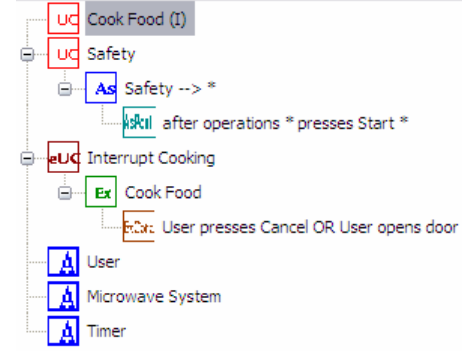 UC Cook Food (I)
UC Safety
As Safety --> *
AsPcut after operations * presses Start *
eUC Interrupt Cooking
Ex Cook Food
User presses Cancel OR User opens door
User
Microwave System
Timer